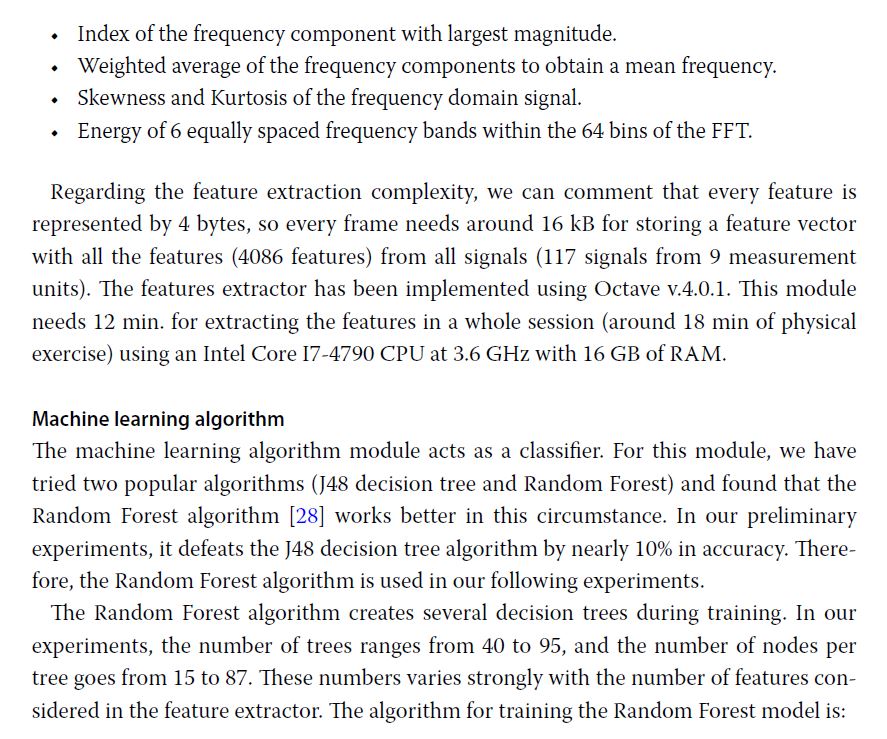 • Index of the frequency component with largest magnitude.
• Weighted average of the frequency components to obtain a mean frequency.
• Skewness and Kurtosis of the frequency domain signal.
• Energy of 6 equally spaced frequency bands within the 64 bins of the FFT.
Regarding the feature extraction complexity, we can comment that every feature is
represented by 4 bytes, so every frame needs around 16 kB for storing a feature vector
with all the features (4086 features) from all signals (117 signals from 9 measurement
units). The features extractor has been implemented using Octave v.4.0.1. This module
needs 12 min. for extracting the features in a whole session (around 18 min of physical
exercise) using an Intel Core I7-4790 CPU at 3.6 GHz with 16 GB of RAM.
Machine learning algorithm
The machine learning algorithm module acts as a classifier. For this module, we have
tried two popular algorithms (J48 decision tree and Random Forest) and found that the
Random Forest algorithm [28] works better in this circumstance. In our preliminary
experiments, it defeats the J48 decision tree algorithm by nearly 10% in accuracy. There-
fore, the Random Forest algorithm is used in our following experiments.
The Random Forest algorithm creates several decision trees during training. In our
experiments, the number of trees ranges from 40 to 95, and the number of nodes per
tree goes from 15 to 87. These numbers varies strongly with the number of features con-
sidered in the feature extractor. The algorithm for training the Random Forest model is: